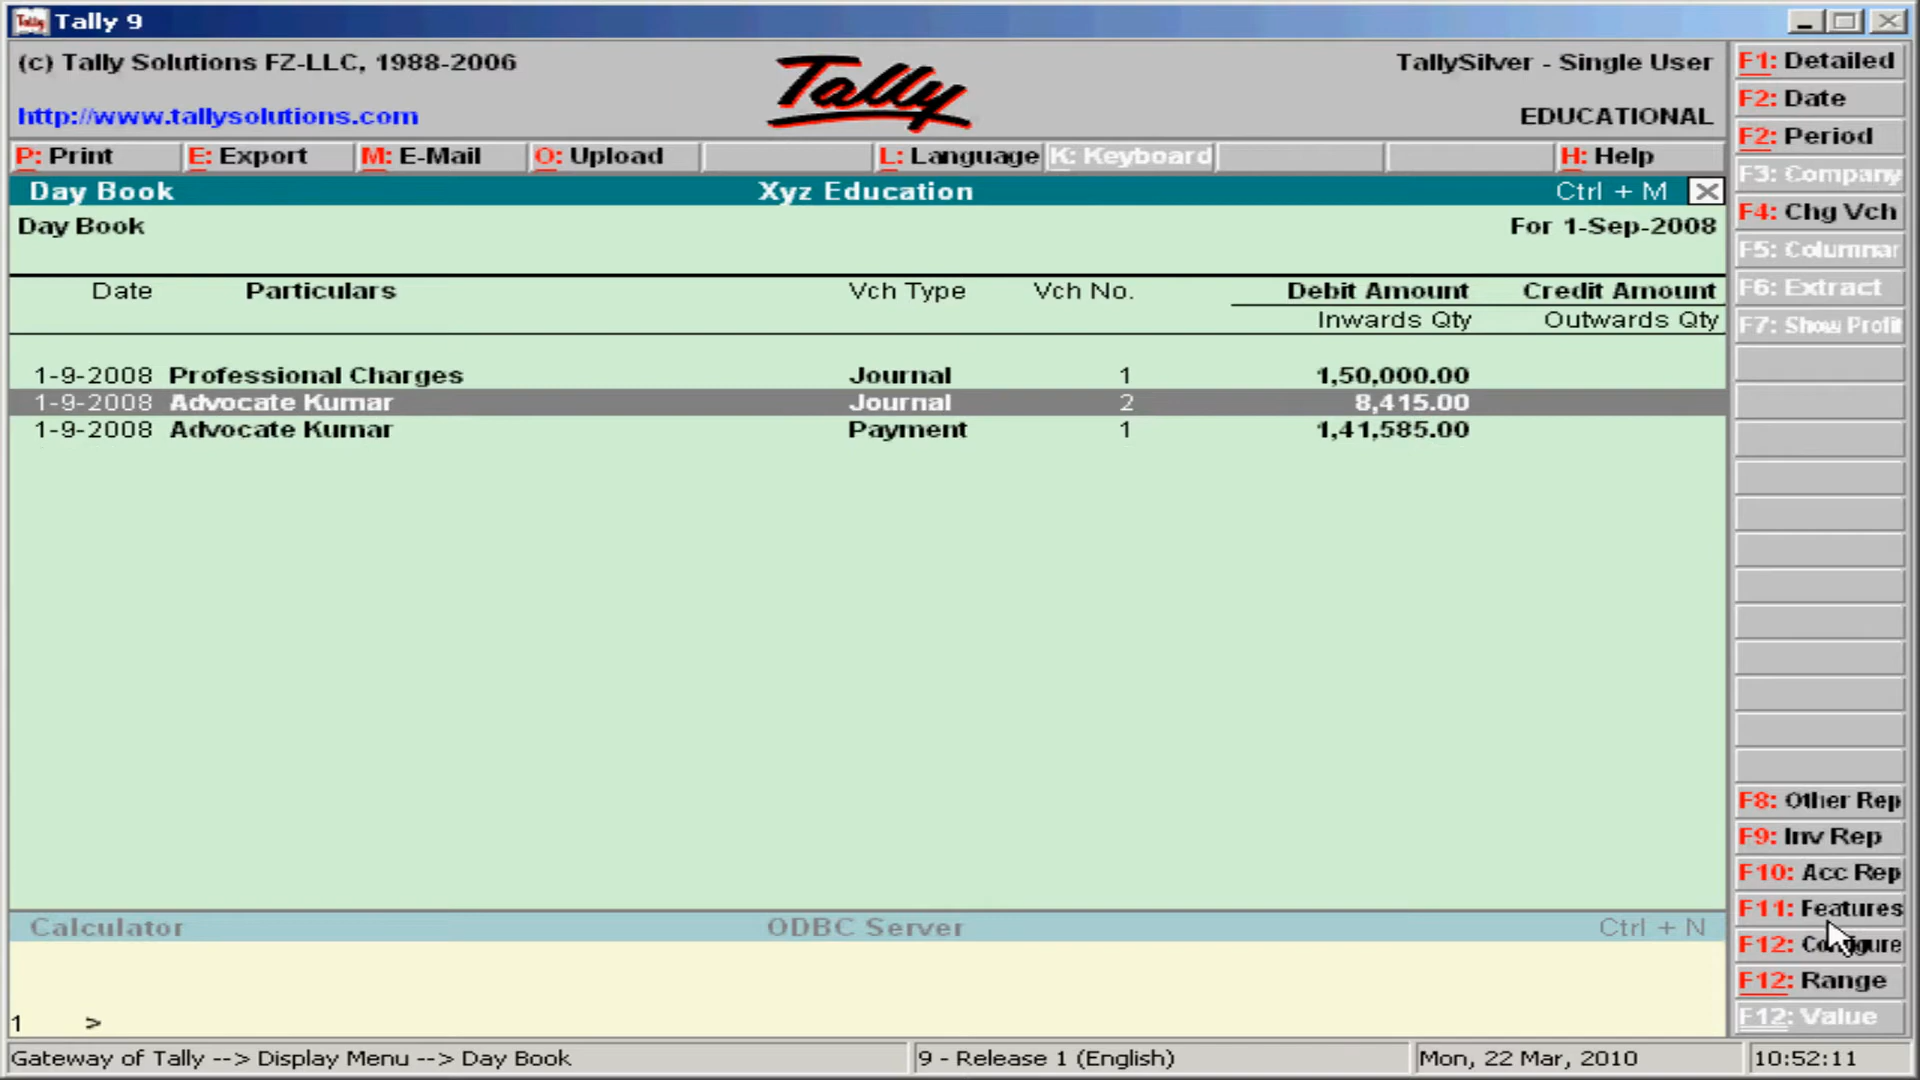 Tally 9
(c) Tally Solutions FZ-LLC, 1988-2006
Tally
TallySilver - Single User
http://www.tallysolutions.com
EDUCATIONAL
P: Print E: Export M: E-Mail O: Upload L: Language K: Keyboard H: Help
Day Book Xyz Education Ctrl + M
Day Book For 1-Sep-2008
Date Particulars Vch Type Vch No. Debit Amount Credit Amount
Inwards Qty Outwards Qty
1-9-2008 Professional Charges Journal 1 1,50,000.00
1-9-2008 Advocate Kumar Journal 2 8,415.00
1-9-2008 Advocate Kumar Payment 1 1,41,585.00
F1: Detailed
F2: Date
F2: Period
F3: Company
F4: Chg Vch
F5: Columnar
F6: Extract
F7: Show Profit
F8: Other Rep
F9: Inv Rep
F10: Acc Rep
F11: Features
F12: Configure
F12: Range
F12: Value
Calculator ODBC Server Ctrl + N
1 >
Gateway of Tally --> Display Menu --> Day Book 9 - Release 1 (English) Mon, 22 Mar, 2010 10:52:11